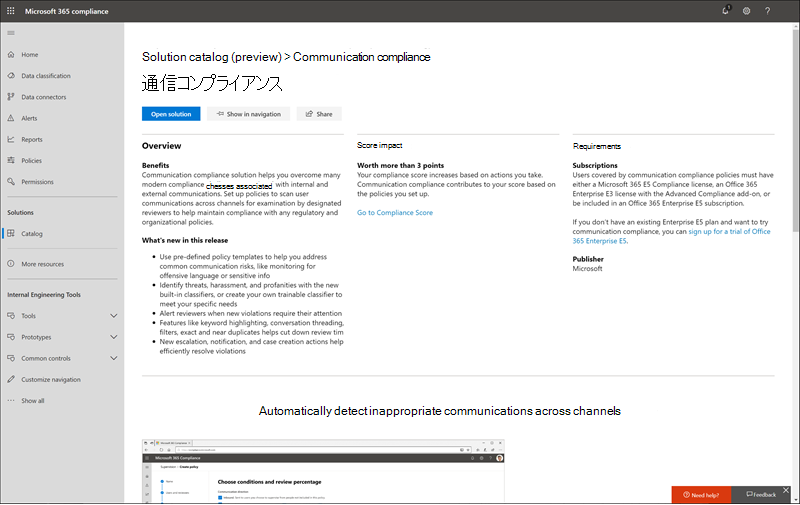 Microsoft 365 compliance
1
?
Home
Data classification
Data connectors
Alerts
Reports
Policies
Permissions
Solutions
Catalog
More resources
Internal Engineering Tools
Tools
Prototypes
Common controls
Customize navigation
Show all
Solution catalog (preview) > Communication compliance
通信コンプライアンス
Open solution
Show in navigation
Share
Overview
Benefits
Communication compliance solution helps you overcome many
modern compliance chesses associated with internal and
external communications. Set up policies to scan user
communications across channels for examination by designated
reviewers to help maintain compliance with any regulatory and
organizational policies.
What's new in this release
• Use pre-defined policy templates to help you address
common communication risks, like monitoring for
offensive language or sensitive info
• Identify threats, harassment, and profanities with the new
built-in classifiers, or create your own trainable classifier to
meet your specific needs
• Alert reviewers when new violations require their attention
• Features like keyword highlighting, conversation threading,
filters, exact and near duplicates helps cut down review tim
• New escalation, notification, and case creation actions help
efficiently resolve violations
Score impact
Worth more than 3 points
Your compliance score increases based on actions you take.
Communication compliance contributes to your score based on
the policies you set up.
Go to Compliance Score
Requirements
Subscriptions
Users covered by communication compliance policies must have
either a Microsoft 365 E5 Compliance license, an Office 365
Enterprise E3 license with the Advanced Compliance add-on, or
be included in an Office 365 Enterprise E5 subscription.
If you don't have an existing Enterprise E5 plan and want to try
communication compliance, you can sign up for a trial of Office
365 Enterprise E5.
Publisher
Microsoft
Automatically detect inappropriate communications across channels
Microsoft 365 Compliance
Supervision > Create policy
Choose conditions and review percentage
Need help?
Feedback